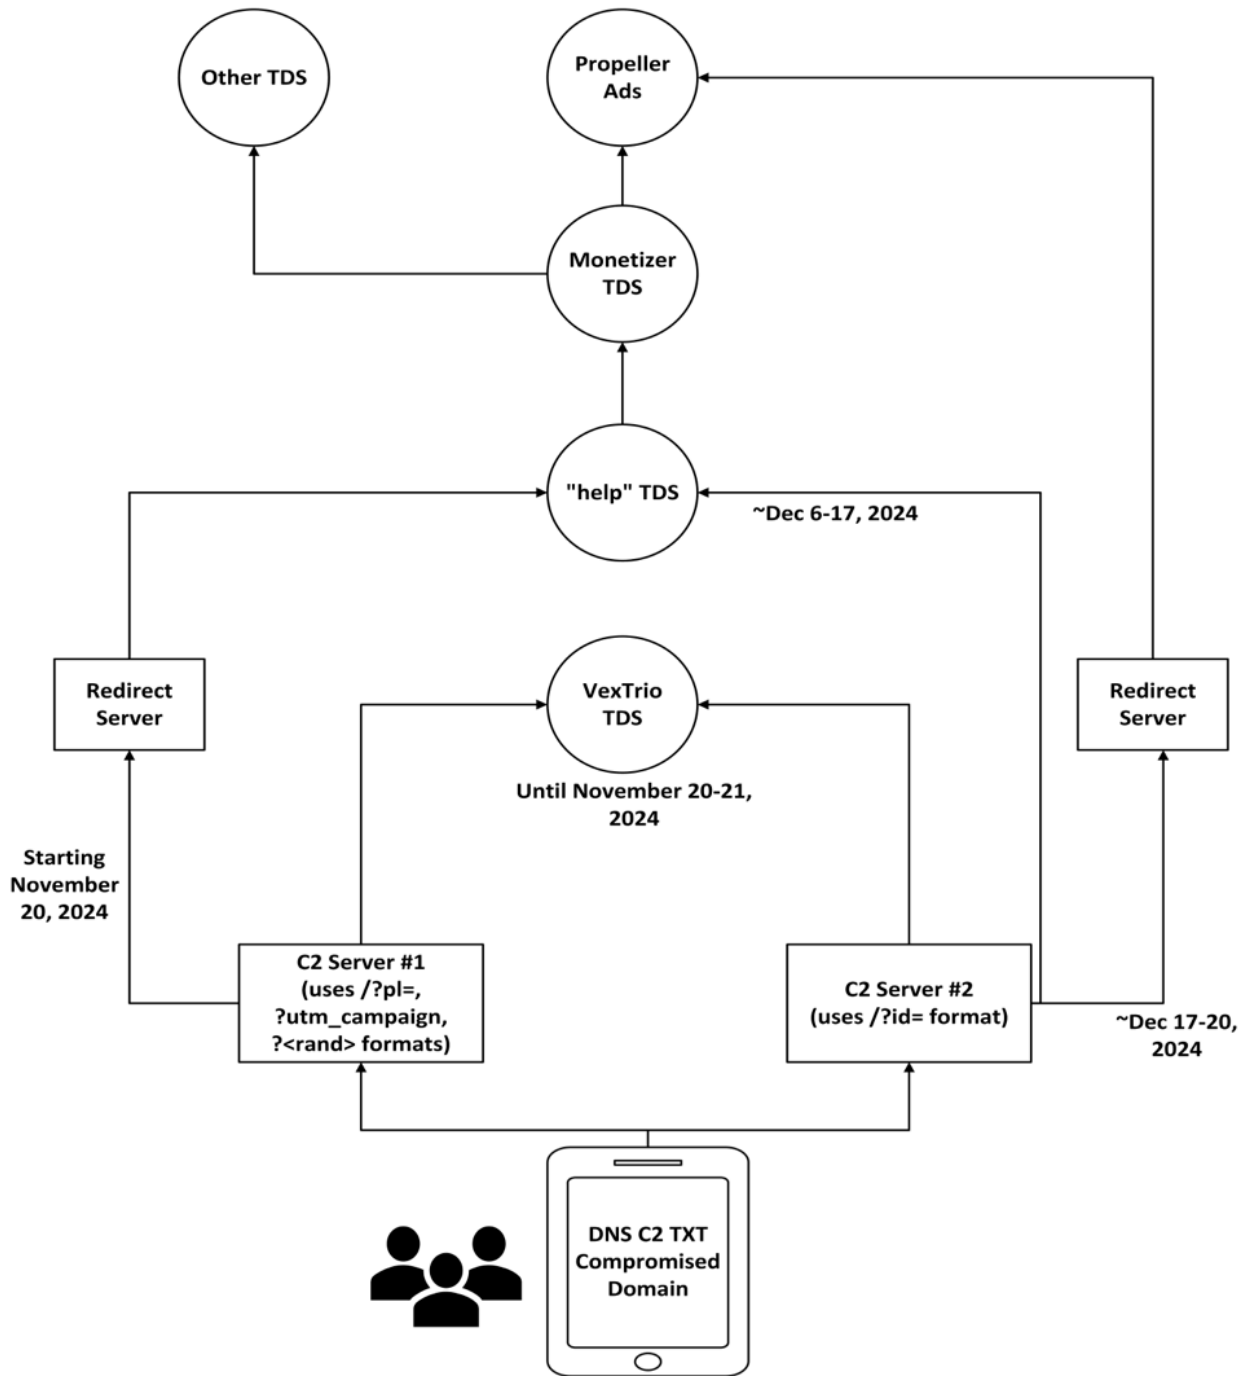 Other TDS
Propeller
Ads
Monetizer
TDS
"help" TDS
~Dec 6-17, 2024
Redirect
Server
VexTrio
TDS
Redirect
Server
Until November 20-21,
2024
Starting
November
20, 2024
C2 Server #1
(uses /?pl=,
?utm_campaign,
?<rand> formats)
C2 Server #2
(uses /?id= format)
~Dec 17-20,
2024
DNS C2 TXT
Compromised
Domain